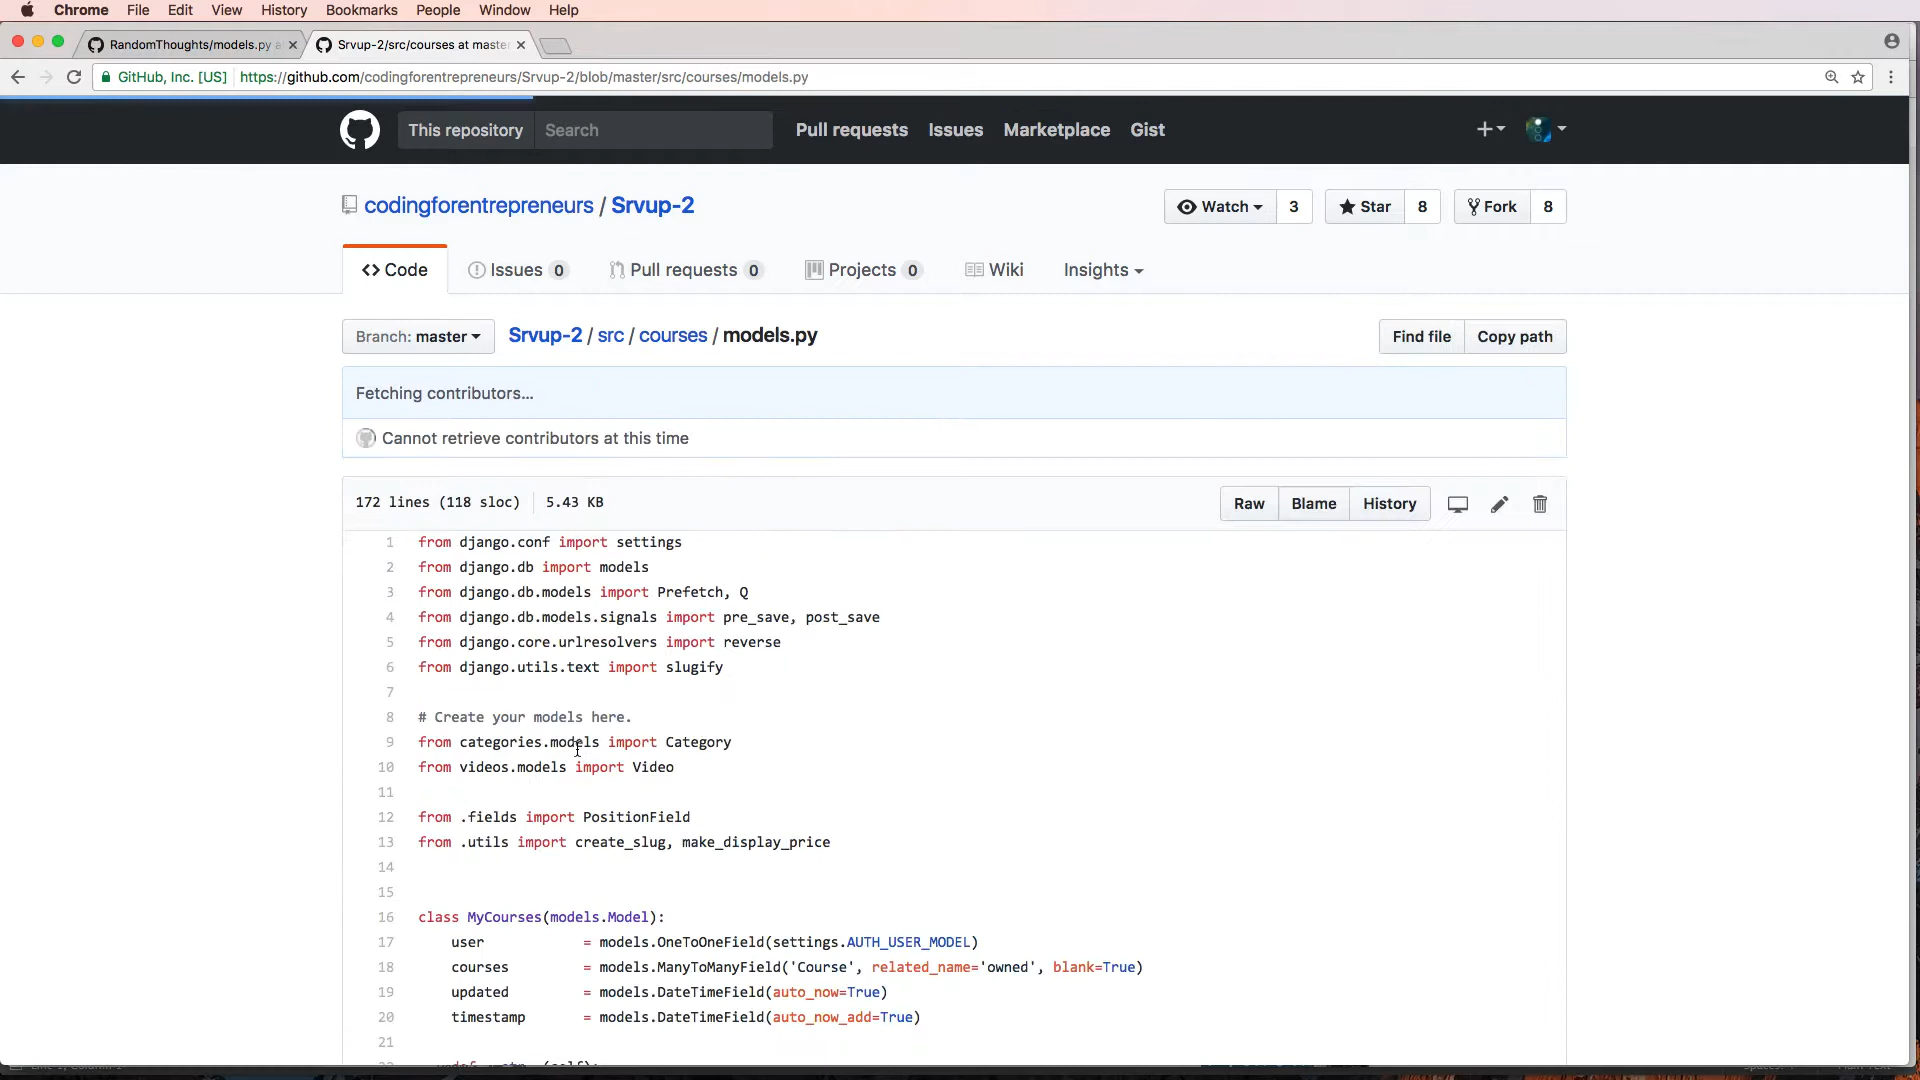 Chrome File Edit View History Bookmarks People Window Help
RandomThoughts/models.py a
Srvup-2/src/courses at master
GitHub, Inc. [US] https://github.com/codingforentrepreneurs/Srvup-2/blob/master/src/courses/models.py
This repository Search Pull requests Issues Marketplace Gist
codingforentrepreneurs / Srvup-2 Watch 3 Star 8 Fork 8
<> Code Issues 0 Pull requests 0 Projects 0 Wiki Insights
Branch: master Srvup-2 / src / courses / models.py Find file Copy path
Fetching contributors...
Cannot retrieve contributors at this time
172 lines (118 sloc) 5.43 KB Raw Blame History
1 from django.conf import settings
2 from django.db import models
3 from django.db.models import Prefetch, Q
4 from django.db.models.signals import pre_save, post_save
5 from django.core.urlresolvers import reverse
6 from django.utils.text import slugify
7
8 # Create your models here.
9 from categories.models import Category
10 from videos.models import Video
11
12 from .fields import PositionField
13 from .utils import create_slug, make_display_price
14
15
16 class MyCourses(models.Model):
17 user = models.OneToOneField(settings.AUTH_USER_MODEL)
18 courses = models.ManyToManyField('Course', related_name='owned', blank=True)
19 updated = models.DateTimeField(auto_now=True)
20 timestamp = models.DateTimeField(auto_now_add=True)
21